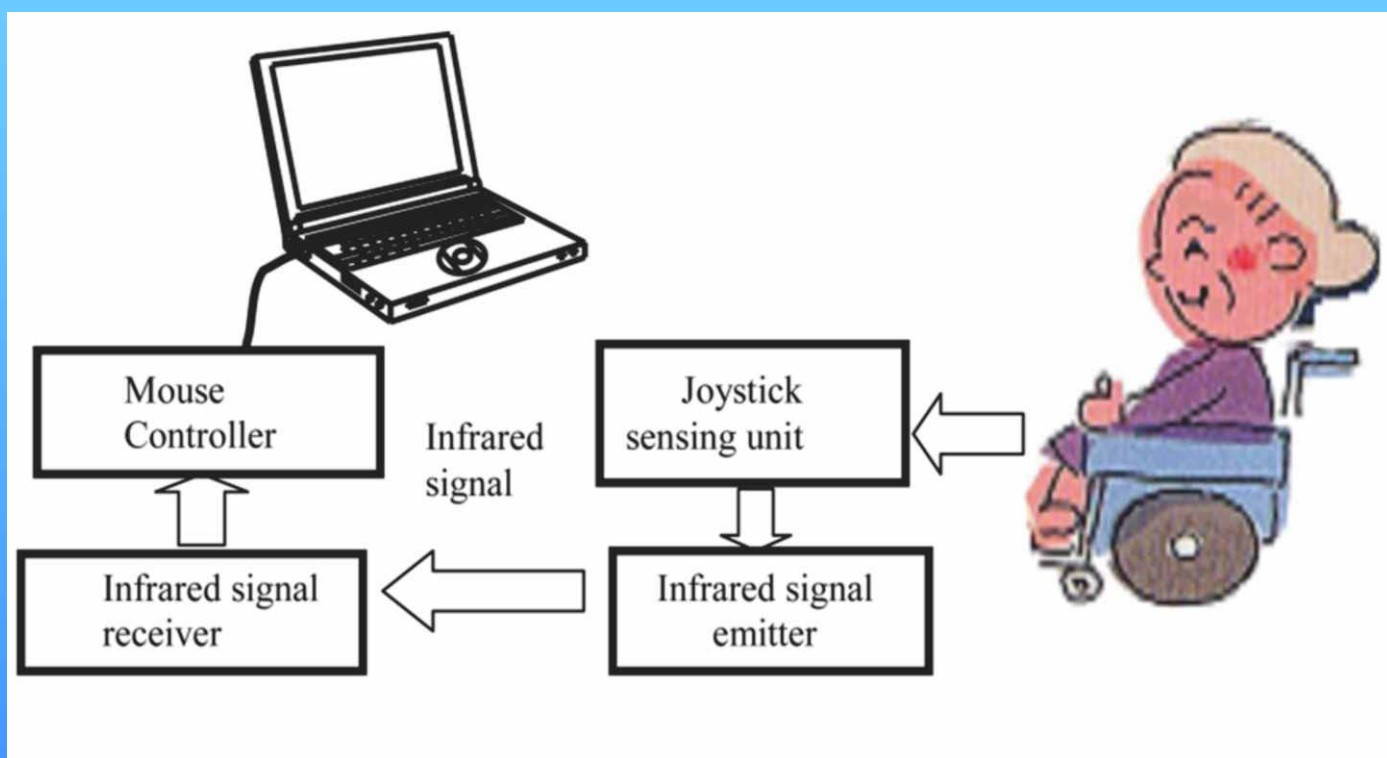 Mouse
Controller
Infrared
signal
Joystick
sensing unit
Infrared signal
receiver
Infrared signal
emitter